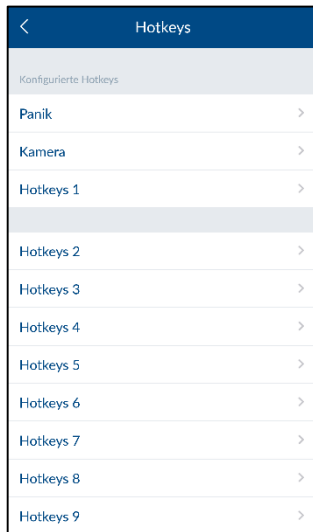 Hotkeys
Konfigurierte Hotkeys
Panik
Kamera
Hotkeys 1
Hotkeys 2
Hotkeys 3
Hotkeys 4
Hotkeys 5
Hotkeys 6
Hotkeys 7
Hotkeys 8
Hotkeys 9